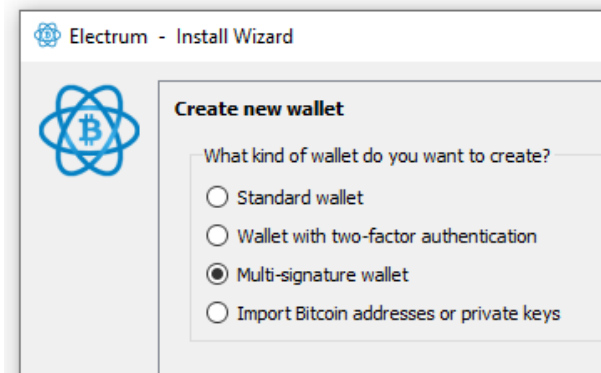 Electrum - Install Wizard
Create new wallet
What kind of wallet do you want to create?
Standard wallet
Wallet with two-factor authentication
Multi-signature wallet
Import Bitcoin addresses or private keys